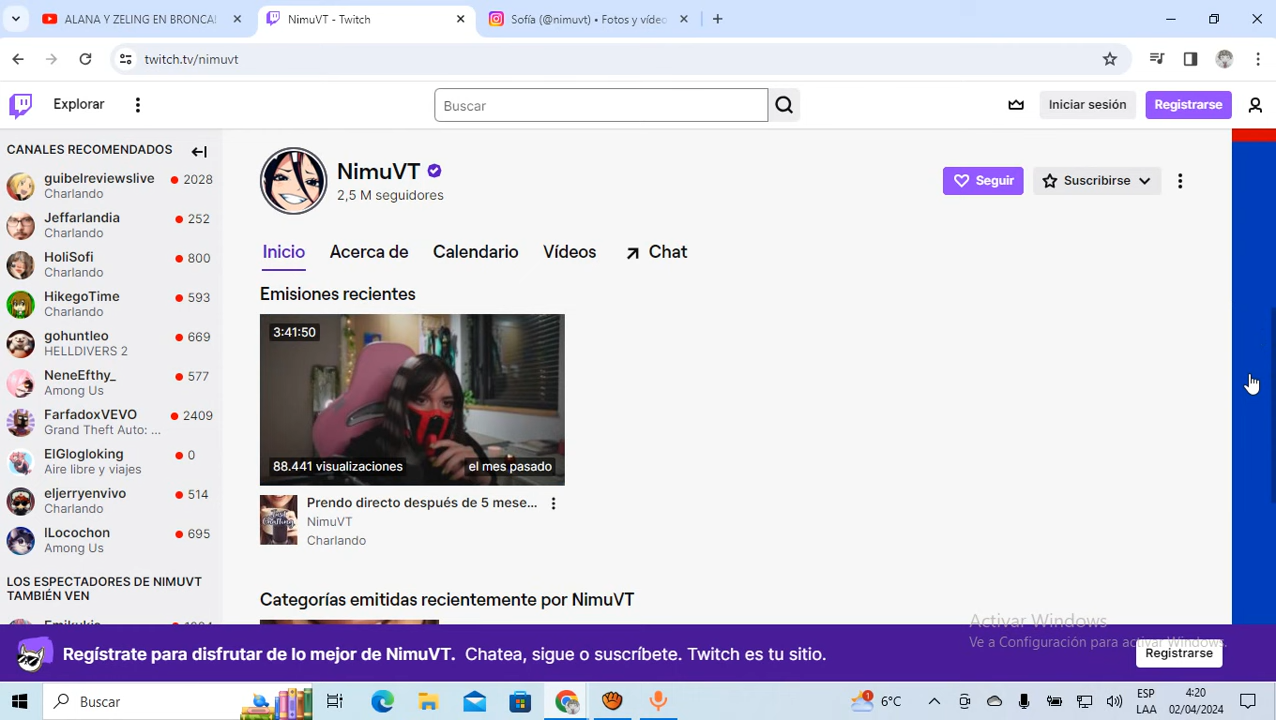 ALANA Y ZELING EN BRONCA!
NimuVT - Twitch
Sofía (@nimuvt) • Fotos y vídeo
twitch.tv/nimuvt
Explorar
Buscar
Iniciar sesión
Registrarse
CANALES RECOMENDADOS
guibelreviewslive 2028
Charlando
Jeffarlandia 252
Charlando
HoliSofi 800
Charlando
HikegoTime 593
Charlando
gohuntleo 669
HELLDIVERS 2
NeneEfthy_ 577
Among Us
FarfadoxVEVO 2409
Grand Theft Auto: ...
ElGlogloking 0
Aire libre y viajes
eljerryenvivo 514
Charlando
ILocochon 695
Among Us
LOS ESPECTADORES DE NIMUVT
TAMBIÉN VEN
NimuVT
2,5 M seguidores
Seguir
Suscribirse
Inicio Acerca de Calendario Vídeos Chat
Emisiones recientes
3:41:50
88.441 visualizaciones el mes pasado
Prendo directo después de 5 mese...
NimuVT
Charlando
Categorías emitidas recientemente por NimuVT
Activar Windows
Ve a Configuración para activar Windows.
Regístrate para disfrutar de lo mejor de NimuVT. Chatea, sigue o suscríbete. Twitch es tu sitio.
Registrarse
Buscar
1
6°C
ESP
LAA
4:20
02/04/2024